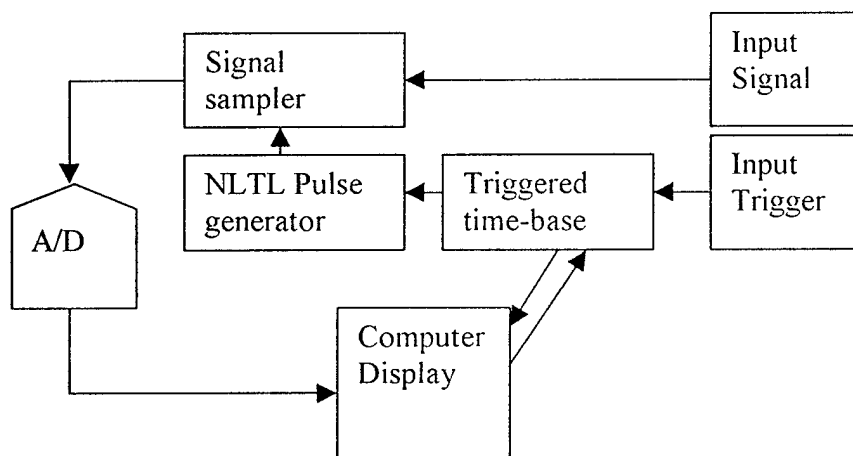 Signal
sampler
Input
Signal
NLTL Pulse
generator
Triggered
time-base
Input
Trigger
A/D
Computer
Display